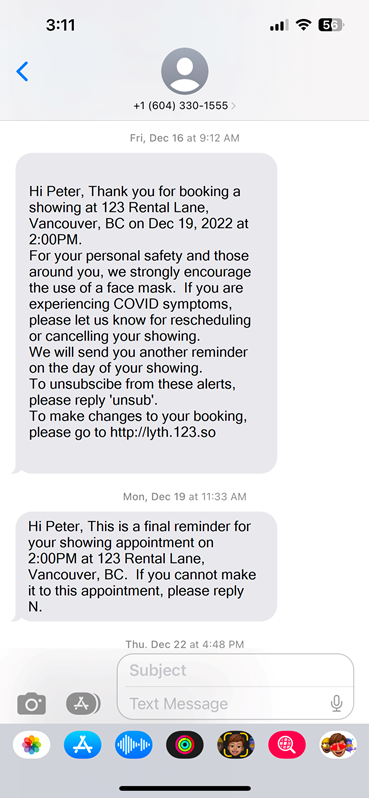 3:11
56
+1 (604) 330-1555
Fri, Dec 16 at 9:12 AM
Hi Peter, Thank you for booking a
showing at 123 Rental Lane,
Vancouver, BC on Dec 19, 2022 at
2:00PM.
For your personal safety and those
around you, we strongly encourage
the use of a face mask.  If you are
experiencing COVID symptoms,
please let us know for rescheduling
or cancelling your showing.
We will send you another reminder
on the day of your showing.
To unsubscibe from these alerts,
please reply 'unsub'.
To make changes to your booking,
please go to http://lyth.123.so
Mon, Dec 19 at 11:33 AM
Hi Peter, This is a final reminder for
your showing appointment on
2:00PM at 123 Rental Lane,
Vancouver, BC.  If you cannot make
it to this appointment, please reply
N.
Thu, Dec 22 at 4:48 PM
Subject
Text Message